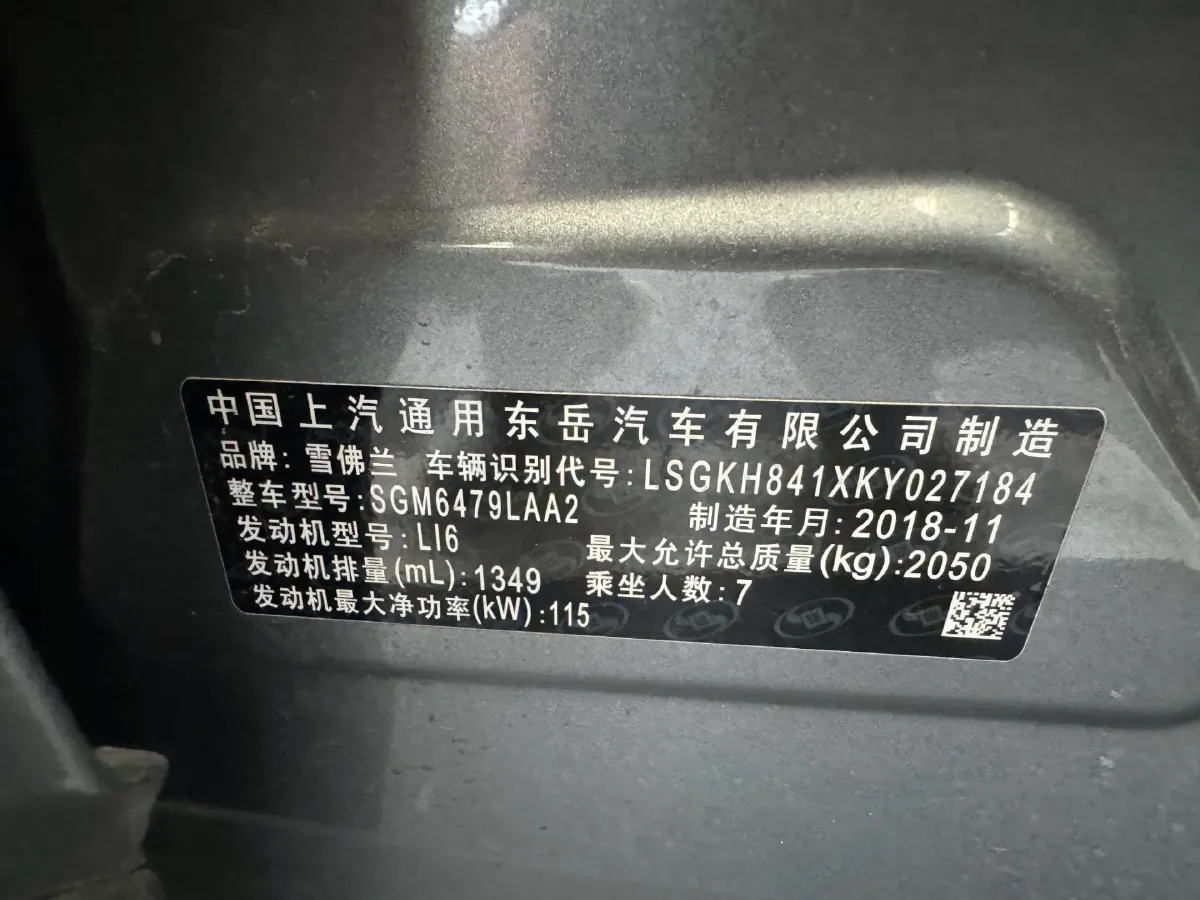 中国上汽通用东岳汽车有限公司制造
品牌: 雪佛兰 车辆识别代号: LSGKH841XKY027184
整车型号: SGM6479LAA2 制造年月: 2018-11
发动机型号: LI6 最大允许总质量(kg): 2050
发动机排量(mL): 1349 乘坐人数: 7
发动机最大净功率(kW): 115